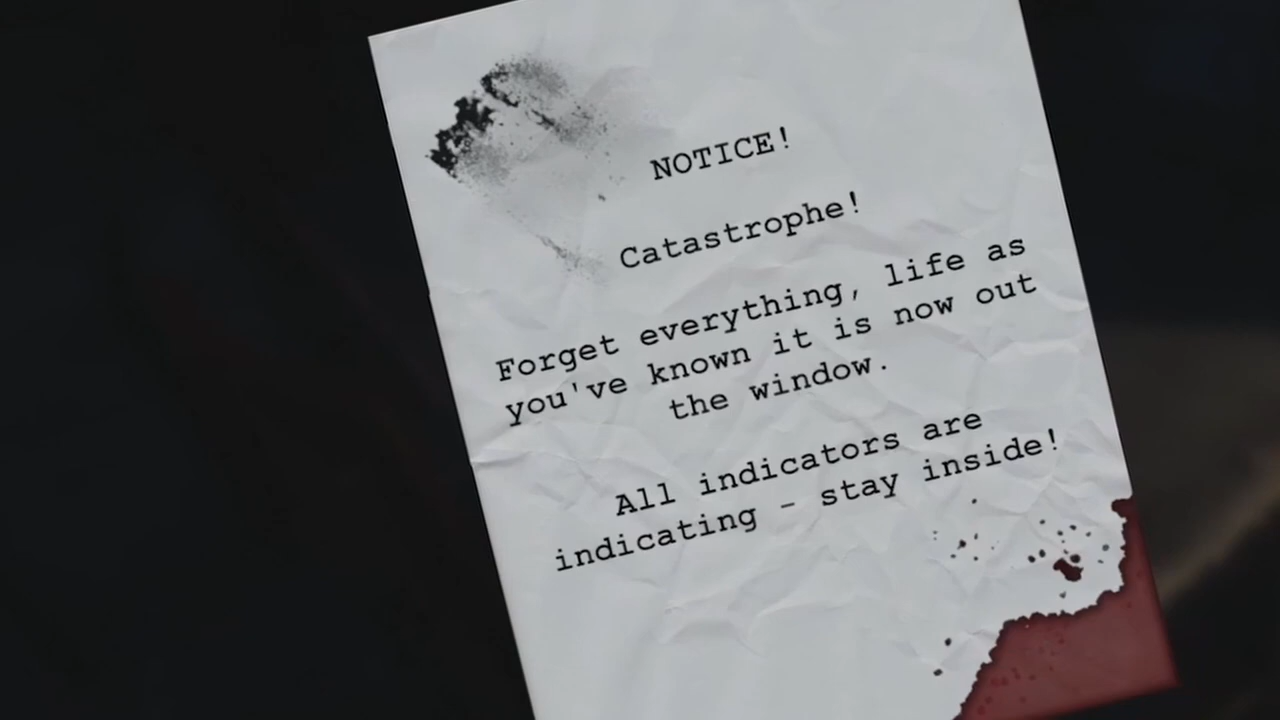 NOTICE!
Catastrophe!
Forget everything, life as
you've known it is now out
the window.
All indicators are
indicating - stay inside!